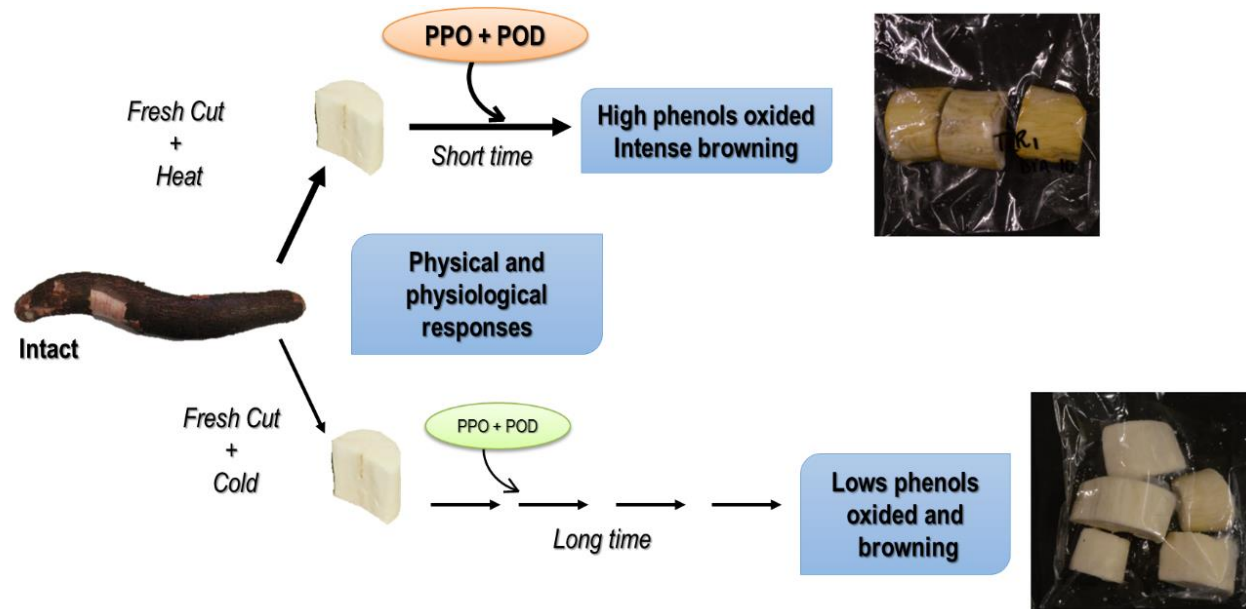 PPO + POD
Fresh Cut
+
Heat
Short time
High phenols oxided
Intense browning
Physical and
physiological
responses
Intact
Fresh Cut
+
Cold
PPO + POD
Long time
Lows phenols
oxided and
browning